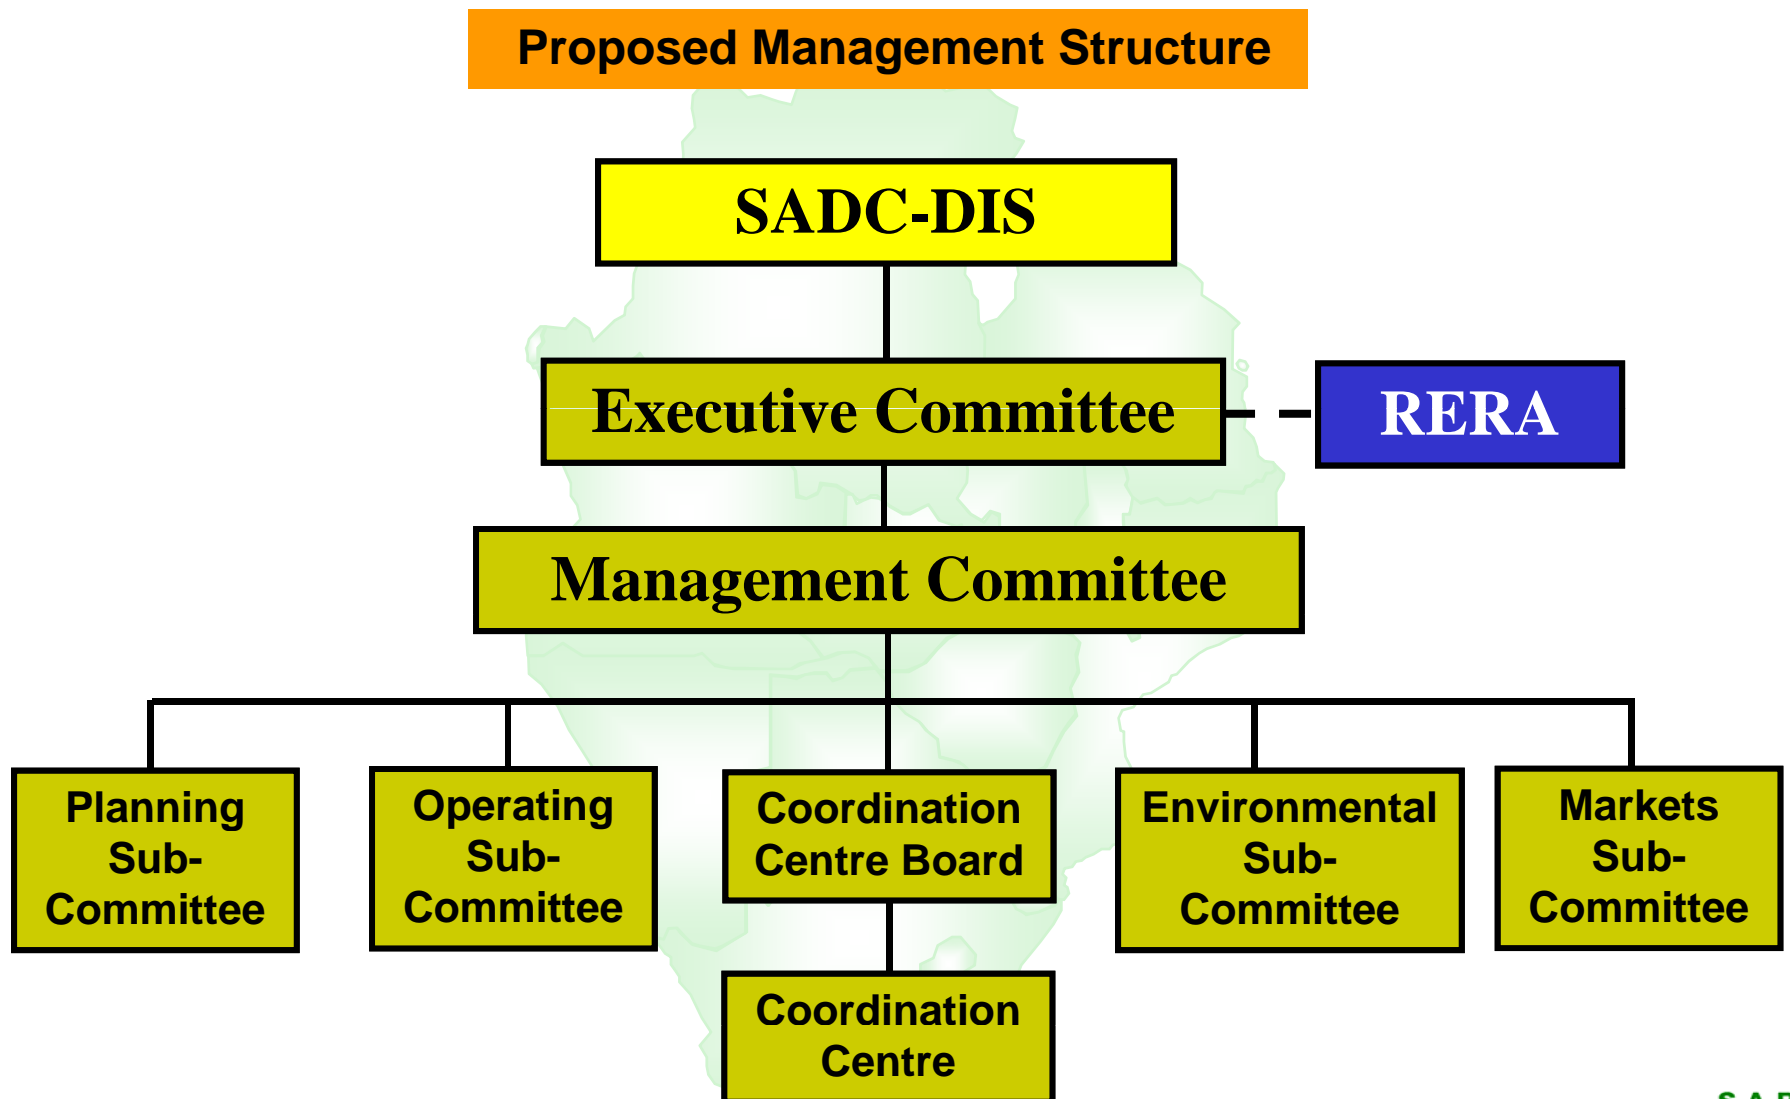 Proposed Management Structure
SADC-DIS
Executive Committee
RERA
Management Committee
Planning
Sub-
Committee
Operating
Sub-
Committee
Coordination
Centre Board
Environmental
Sub-
Committee
Markets
Sub-
Committee
Coordination
Centre